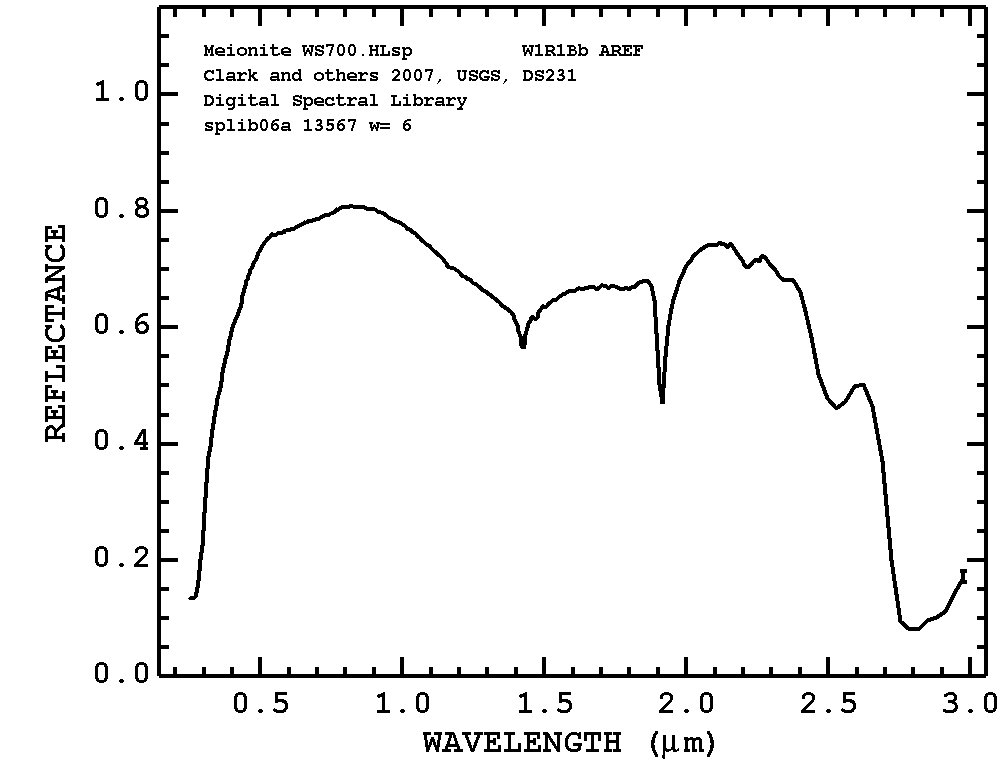 Meionite WS700.HLsp W1R1Bb AREF
Clark and others 2007, USGS, DS231
Digital Spectral Library
splib06a 13567 w= 6
1.0
0.8
0.6
0.4
0.2
0.0
REFLECTANCE
0.5 1.0 1.5 2.0 2.5 3.0
WAVELENGTH (μm)